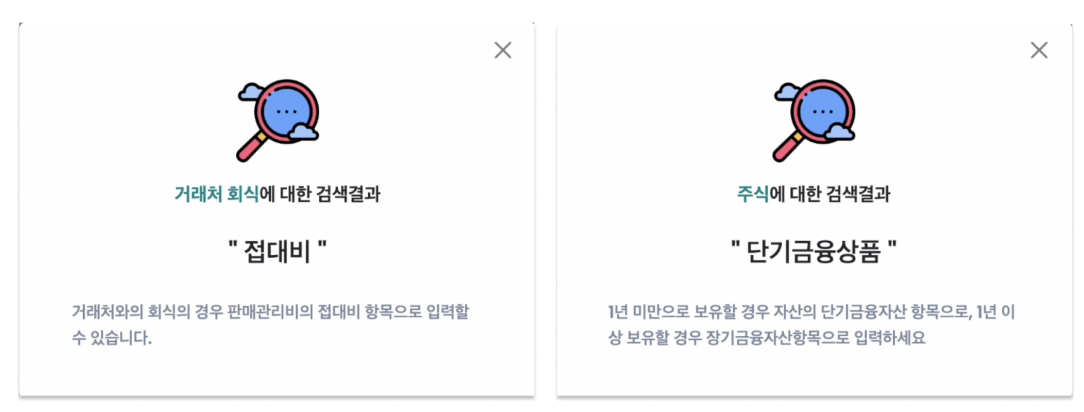 거래처 회식에 대한 검색결과
" 접대비 "
거래처와의 회식의 경우 판매관리비의 접대비 항목으로 입력할
수 있습니다.
주식에 대한 검색결과
" 단기금융상품 "
1년 미만으로 보유할 경우 자산의 단기금융자산 항목으로, 1년 이
상 보유할 경우 장기금융자산항목으로 입력하세요